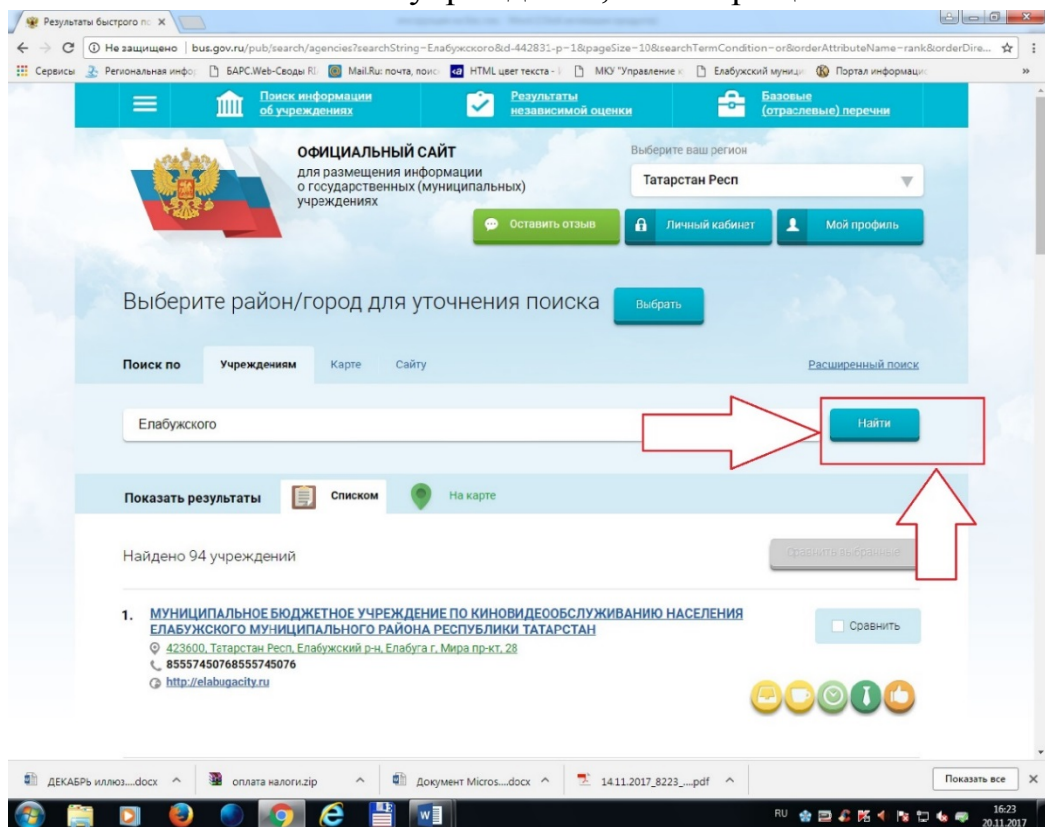 Результаты быстрого по
Не защищено | bus.gov.ru/pub/search/agencies?searchString=Елабужского&d-442831-p=1&pageSize=10&searchTermCondition=or&orderAttributeName=rank&orderDire...
Сервисы Региональная инфо БАРС.Web-Своды Mail.Ru: почта, поис HTML цвет текста - МКУ "Управление к Елабужский муници Портал информаци »
Поиск информации об учреждениях
Результаты независимой оценки
Базовые (отраслевые) перечни
ОФИЦИАЛЬНЫЙ САЙТ
для размещения информации
о государственных (муниципальных)
учреждениях
Выберите ваш регион
Татарстан Респ
Оставить отзыв Личный кабинет Мой профиль
Выберите район/город для уточнения поиска Выбрать
Поиск по Учреждениям Карте Сайту Расширенный поиск
Елабужского Найти
Показать результаты Списком На карте
Найдено 94 учреждений Сравнить выбранные
1. МУНИЦИПАЛЬНОЕ БЮДЖЕТНОЕ УЧРЕЖДЕНИЕ ПО КИНОВИДЕООБСЛУЖИВАНИЮ НАСЕЛЕНИЯ
ЕЛАБУЖСКОГО МУНИЦИПАЛЬНОГО РАЙОНА РЕСПУБЛИКИ ТАТАРСТАН
Сравнить
423600, Татарстан Респ, Елабужский р-н, Елабуга г, Мира пр-кт, 28
85557450768555745076
http://elabugacity.ru
ДЕКАБРЬ иллюз....docx оплата налоги.zip Документ Micros....docx 14.11.2017_8223_....pdf Показать все
RU 16:23
20.11.2017